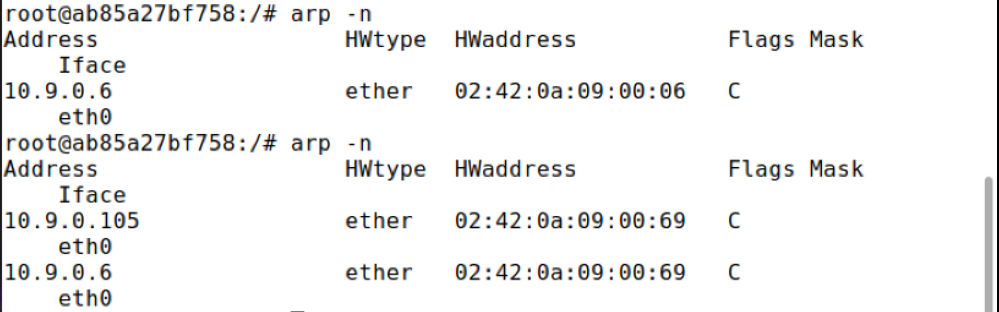 root@ab85a27bf758:/# arp -n
Address                  HWtype  HWaddress           Flags Mask
    Iface
10.9.0.6                 ether   02:42:0a:09:00:06   C
    eth0
root@ab85a27bf758:/# arp -n
Address                  HWtype  HWaddress           Flags Mask
    Iface
10.9.0.105               ether   02:42:0a:09:00:69   C
    eth0
10.9.0.6                 ether   02:42:0a:09:00:69   C
    eth0